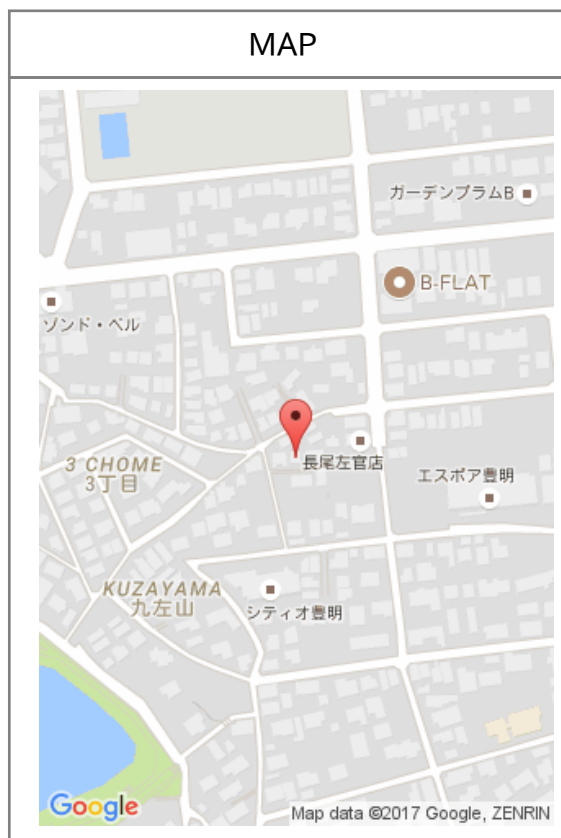 MAP
ガーデンプラムB
B-FLAT
ゾンド・ベル
長尾左官店
3 CHOME
3丁目
エスポア豊明
KUZAYAMA
九左山
シティオ豊明
Google
Map data ©2017 Google, ZENRIN